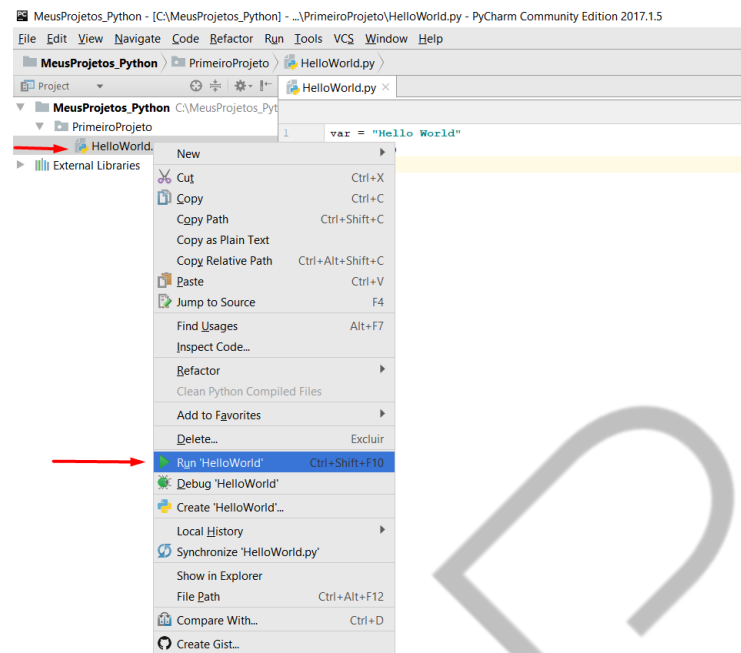 MeusProjetos_Python - [C:\MeusProjetos_Python] - ...\PrimeiroProjeto\HelloWorld.py - PyCharm Community Edition 2017.1.5
File Edit View Navigate Code Refactor Run Tools VCS Window Help
MeusProjetos_Python PrimeiroProjeto HelloWorld.py
Project HelloWorld.py
MeusProjetos_Python C:\MeusProjetos_Pyt
PrimeiroProjeto
1 var = "Hello World"
HelloWorld.
External Libraries
New
Cut Ctrl+X
Copy Ctrl+C
Copy Path Ctrl+Shift+C
Copy as Plain Text
Copy Relative Path Ctrl+Alt+Shift+C
Paste Ctrl+V
Jump to Source F4
Find Usages Alt+F7
Inspect Code...
Refactor
Clean Python Compiled Files
Add to Favorites
Delete... Excluir
Run 'HelloWorld' Ctrl+Shift+F10
Debug 'HelloWorld'
Create 'HelloWorld'...
Local History
Synchronize 'HelloWorld.py'
Show in Explorer
File Path Ctrl+Alt+F12
Compare With... Ctrl+D
Create Gist...